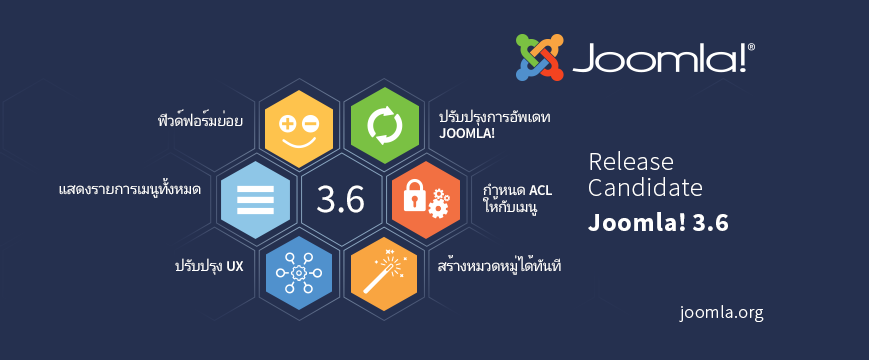 Joomla!®
ฟิวด์ฟอร์มย่อย
ปรับปรุงการอัพเดท
JOOMLA!
แสดงรายการเมนูทั้งหมด
3.6
กำหนด ACL
ให้กับเมนู
ปรับปรุง UX
สร้างหมวดหมู่ได้ทันที
Release
Candidate
Joomla! 3.6
joomla.org